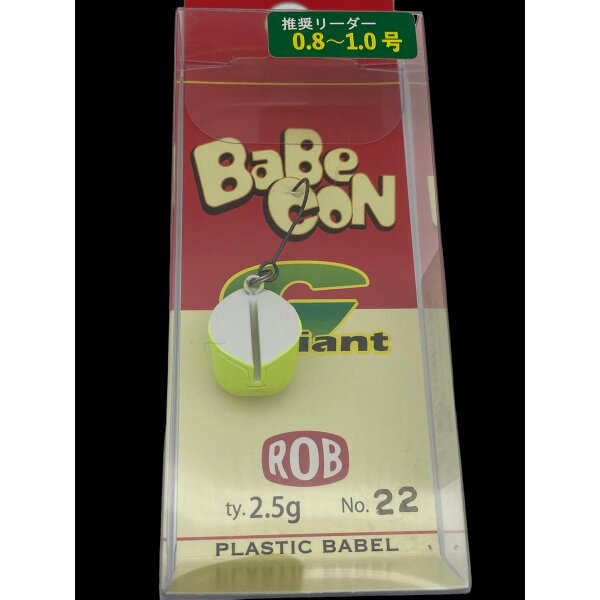 推奨リーダー
0.8〜1.0号
BaBe
CoN
Giant
ROB
ty. 2.5g No. 22
PLASTIC BABEL